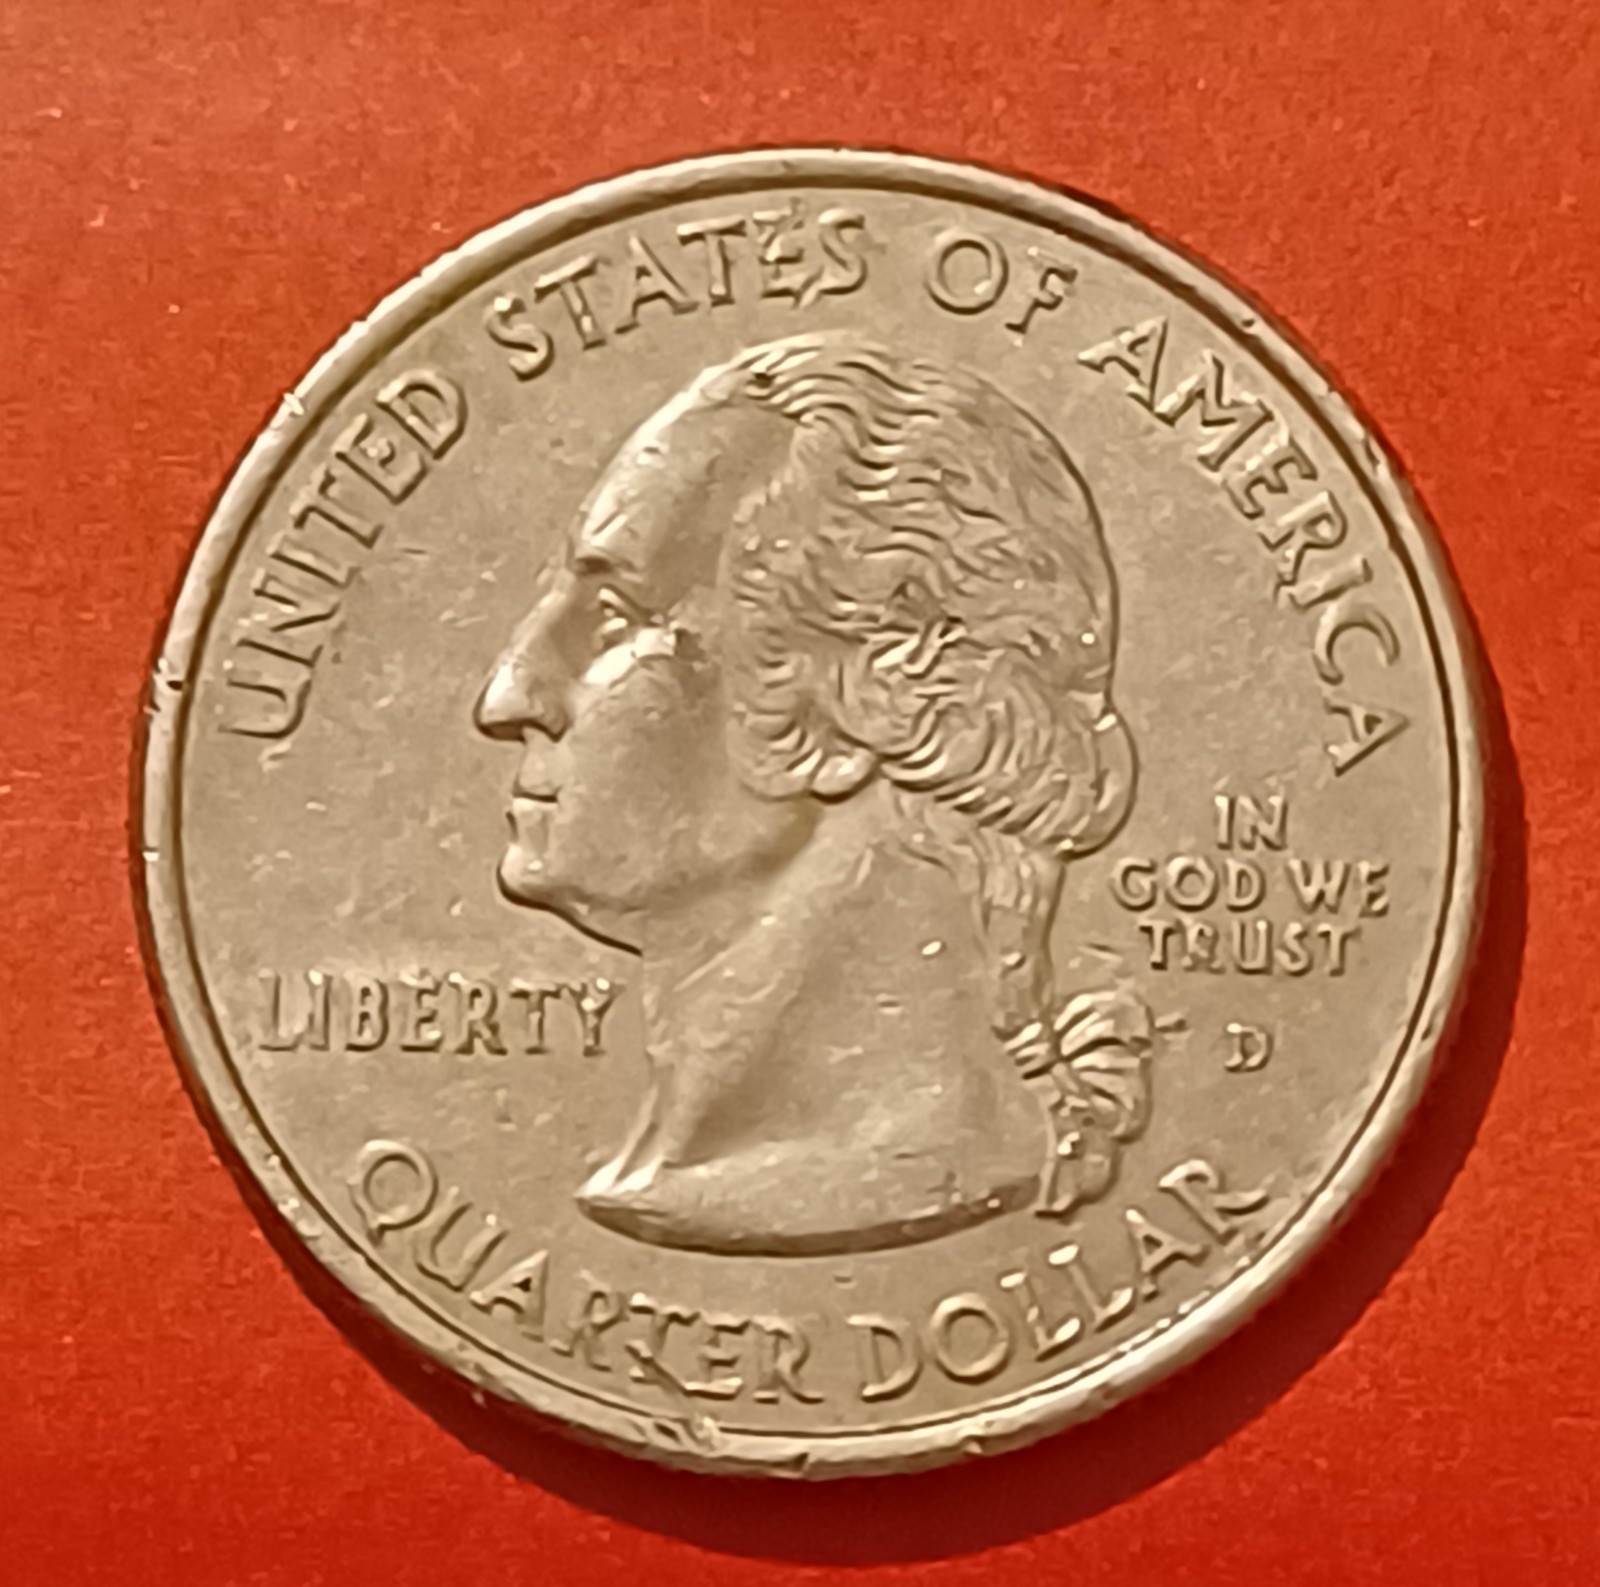 UNITED STATES OF AMERICA
LIBERTY
IN
GOD WE
TRUST
D
QUARTER DOLLAR